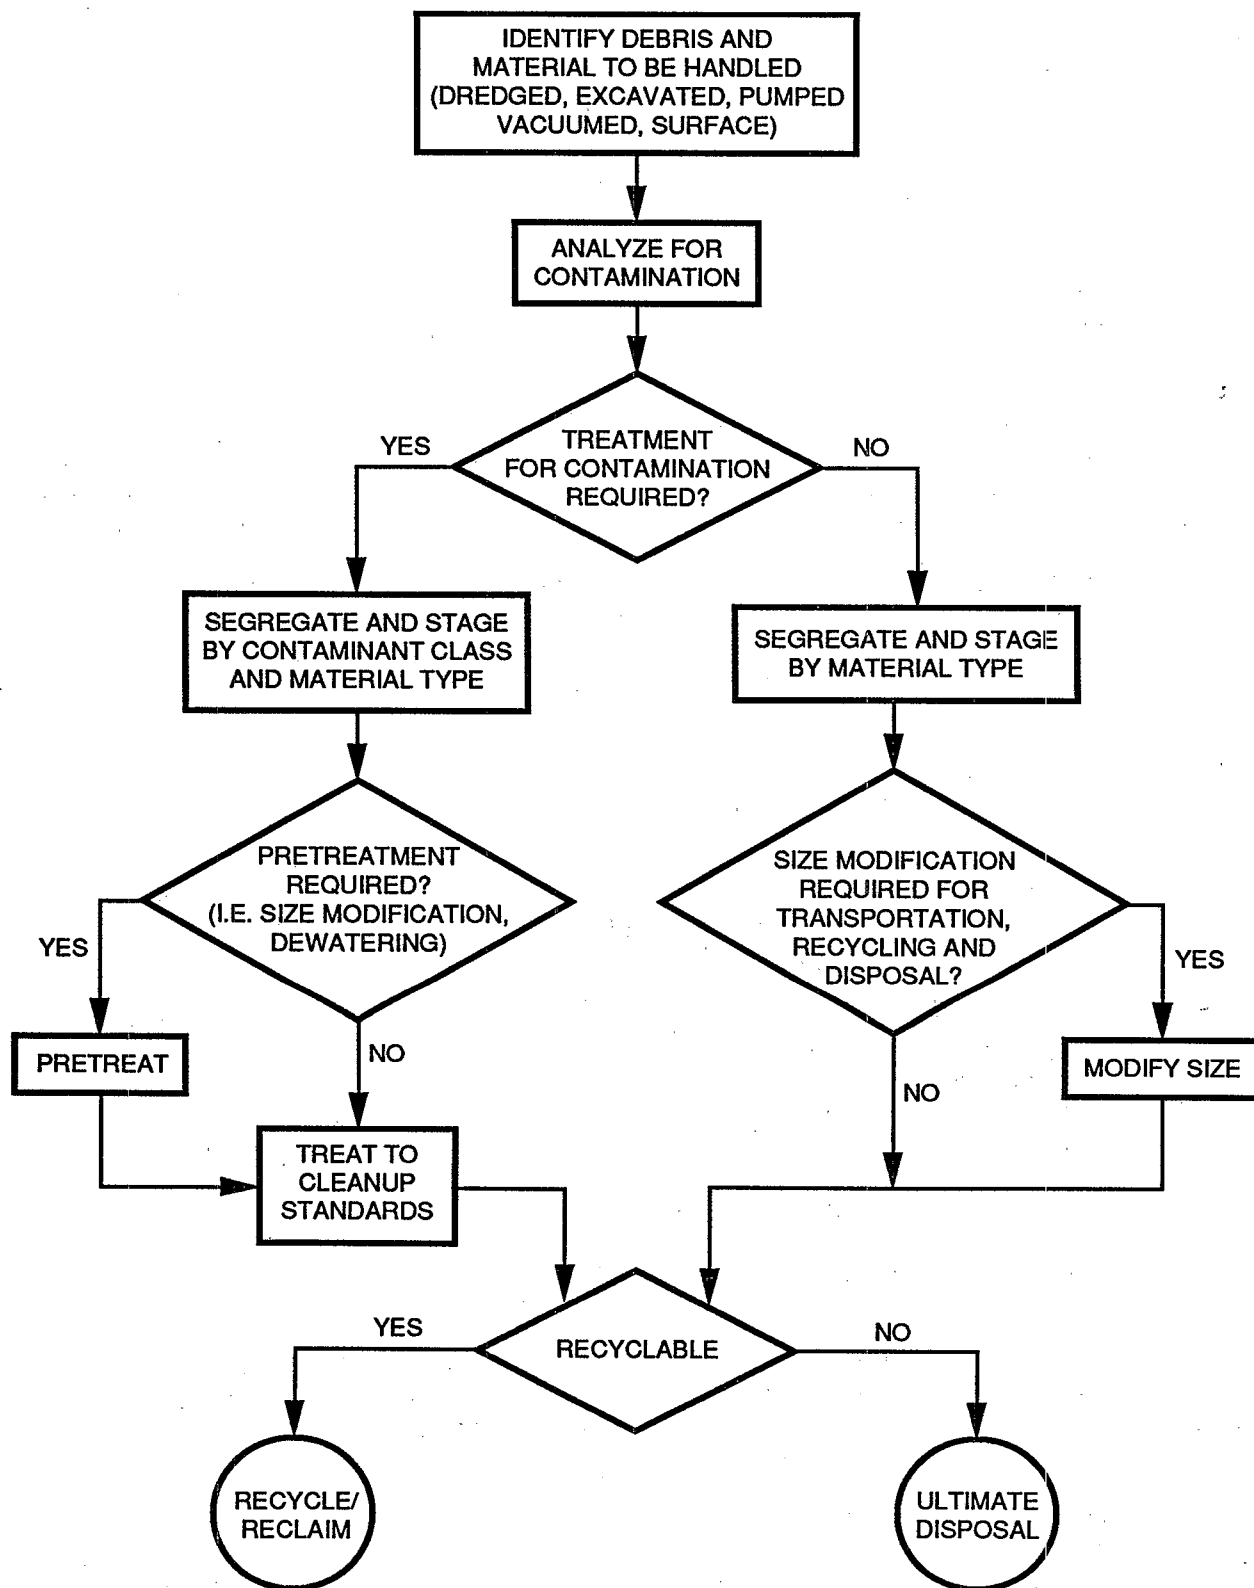 IDENTIFY DEBRIS AND
MATERIAL TO BE HANDLED
(DREDGED, EXCAVATED, PUMPED
VACUUMED, SURFACE)
ANALYZE FOR
CONTAMINATION
TREATMENT
FOR CONTAMINATION
REQUIRED?
YES
NO
SEGREGATE AND STAGE
BY CONTAMINANT CLASS
AND MATERIAL TYPE
SEGREGATE AND STAGE
BY MATERIAL TYPE
PRETREATMENT
REQUIRED?
(I.E. SIZE MODIFICATION,
DEWATERING)
SIZE MODIFICATION
REQUIRED FOR
TRANSPORTATION,
RECYCLING AND
DISPOSAL?
YES
YES
PRETREAT
NO
NO
MODIFY SIZE
TREAT TO
CLEANUP
STANDARDS
RECYCLABLE
YES
NO
RECYCLE/
RECLAIM
ULTIMATE
DISPOSAL